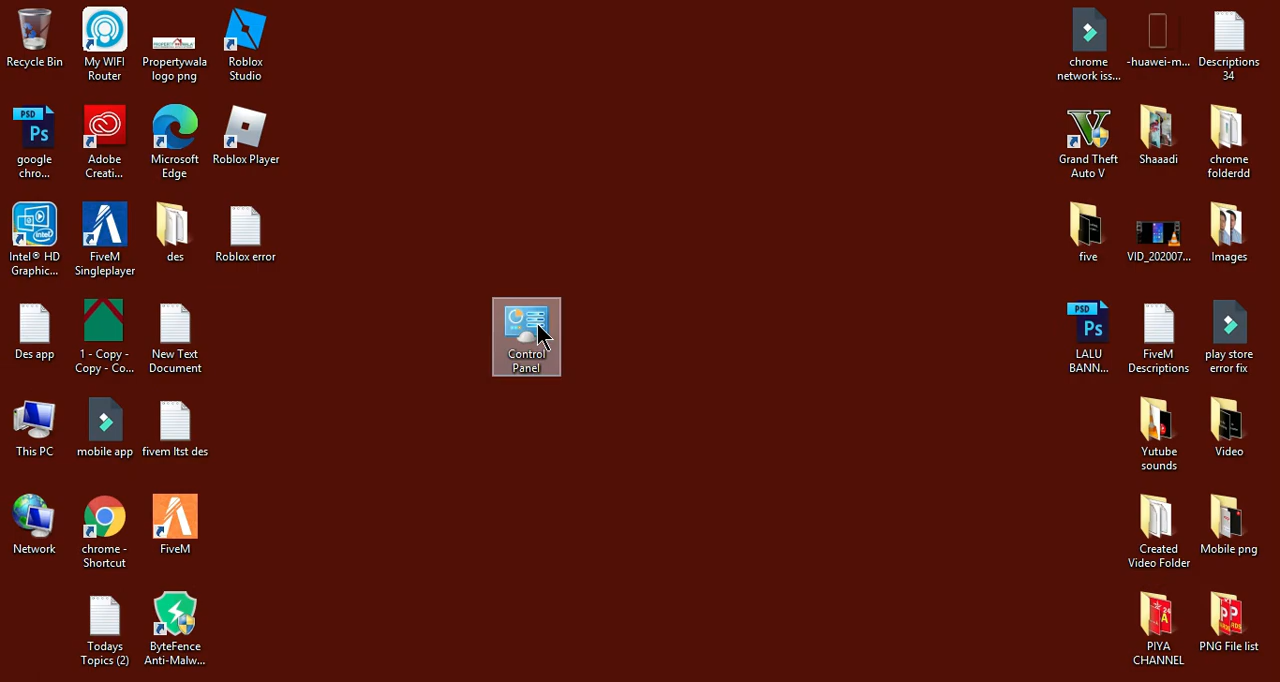 Recycle Bin
My WIFI
Router
Propertywala
logo png
Roblox
Studio
PSD
Ps
google
chro...
Adobe
Creati...
Microsoft
Edge
Roblox Player
intel
Intel® HD
Graphic...
FiveM
Singleplayer
des
Roblox error
Des app
1 - Copy -
Copy - Co...
New Text
Document
Control
Panel
This PC
mobile app
fivem ltst des
Network
chrome -
Shortcut
FiveM
Todays
Topics (2)
ByteFence
Anti-Malw...
chrome
network iss...
-huawei-m...
Descriptions
34
V
Grand Theft
Auto V
Shaaadi
chrome
folderdd
five
VID_202007...
Images
PSD
Ps
LALU
BANN...
FiveM
Descriptions
play store
error fix
Yutube
sounds
Video
Created
Video Folder
Mobile png
PIYA
CHANNEL
PNG File list